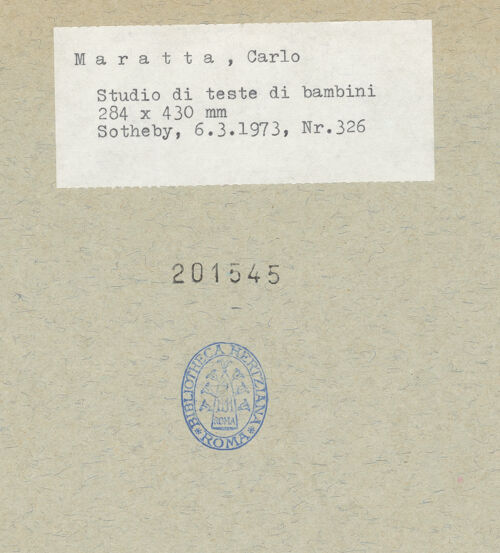 M a r a t t a , Carlo
Studio di teste di bambini
284 x 430 mm
Sotheby, 6.3.1973, Nr.326
201545
BIBLIOTHECA HERTZIANA
ROMA
*ROMA*